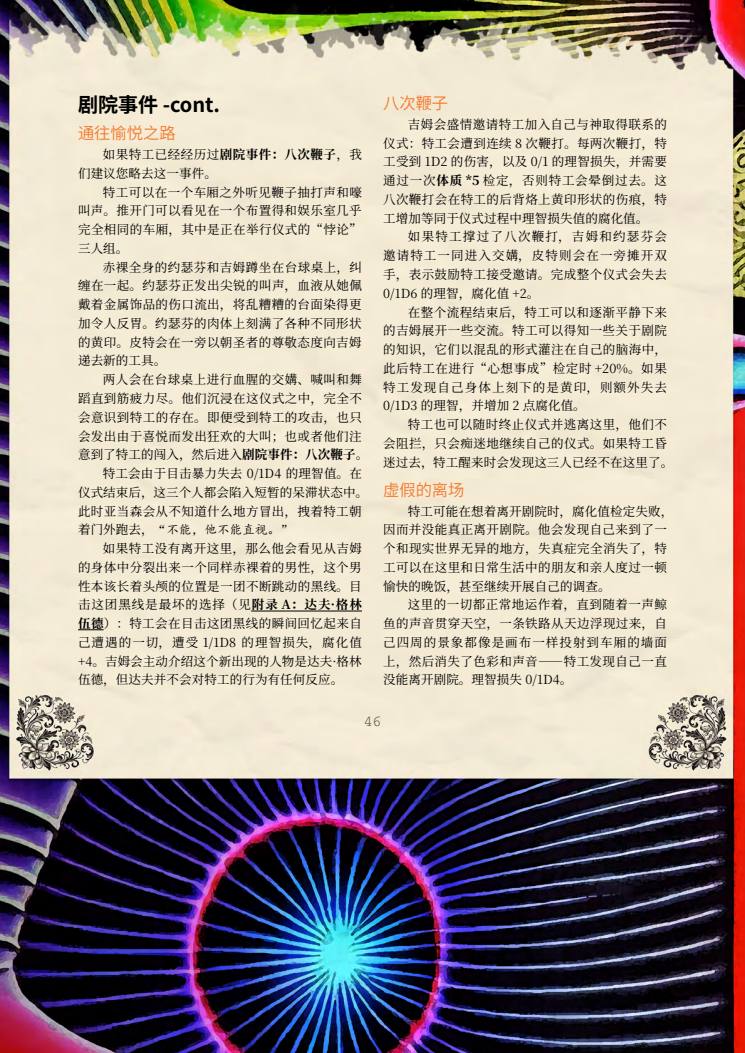 剧院事件 -cont.
通往愉悦之路
如果特工已经经历过剧院事件：八次鞭子，我
们建议您略去这一事件。
特工可以在一个车厢之外听见鞭子抽打声和嚎
叫声。推开门可以看见在一个布置得和娱乐室几乎
完全相同的车厢，其中是正在举行仪式的“悖论”
三人组。
赤裸全身的约瑟芬和吉姆蹲坐在台球桌上，纠
缠在一起。约瑟芬正发出尖锐的叫声，血液从她佩
戴着金属饰品的伤口流出，将乱糟糟的台面染得更
加令人反胃。约瑟芬的肉体上刻满了各种不同形状
的黄印。皮特会在一旁以朝圣者的尊敬态度向吉姆
递去新的工具。
两人会在台球桌上进行血腥的交媾、喊叫和舞
蹈直到筋疲力尽。他们沉浸在这仪式之中，完全不
会意识到特工的存在。即便受到特工的攻击，也只
会发出由于喜悦而发出狂欢的大叫；也或者他们注
意到了特工的闯入，然后进入剧院事件：八次鞭子。
特工会由于目击暴力失去 0/1D4 的理智值。在
仪式结束后，这三个人都会陷入短暂的呆滞状态中。
此时亚当森会从不知道什么地方冒出，拽着特工朝
着门外跑去，“不能，他不能直视。”
如果特工没有离开这里，那么他会看见从吉姆
的身体中分裂出来一个同样赤裸着的男性，这个男
性本该长着头颅的位置是一团不断跳动的黑线。目
击这团黑线是最坏的选择（见附录 A：达夫·格林
伍德）：特工会在目击这团黑线的瞬间回忆起来自
己遭遇的一切，遭受 1/1D8 的理智损失，腐化值
+4。吉姆会主动介绍这个新出现的人物是达夫·格林
伍德，但达夫并不会对特工的行为有任何反应。
八次鞭子
吉姆会盛情邀请特工加入自己与神取得联系的
仪式：特工会遭到连续 8 次鞭打。每两次鞭打，特
工受到 1D2 的伤害，以及 0/1 的理智损失，并需要
通过一次体质 *5 检定，否则特工会晕倒过去。这
八次鞭打会在特工的后背烙上黄印形状的伤痕，特
工增加等同于仪式过程中理智损失值的腐化值。
如果特工撑过了八次鞭打，吉姆和约瑟芬会
邀请特工一同进入交媾，皮特则会在一旁摊开双
手，表示鼓励特工接受邀请。完成整个仪式会失去
0/1D6 的理智，腐化值 +2。
在整个流程结束后，特工可以和逐渐平静下来
的吉姆展开一些交流。特工可以得知一些关于剧院
的知识，它们以混乱的形式灌注在自己的脑海中，
此后特工在进行“心想事成”检定时 +20%。如果
特工发现自己身体上刻下的是黄印，则额外失去
0/1D3 的理智，并增加 2 点腐化值。
特工也可以随时终止仪式并逃离这里，他们不
会阻拦，只会痴迷地继续自己的仪式。如果特工昏
迷过去，特工醒来时会发现这三人已经不在这里了。
虚假的离场
特工可能在想着离开剧院时，腐化值检定失败，
因而并没能真正离开剧院。他会发现自己来到了一
个和现实世界无异的地方，失真症完全消失了，特
工可以在这里和日常生活中的朋友和亲人度过一顿
愉快的晚饭，甚至继续开展自己的调查。
这里的一切都正常地运作着，直到随着一声鲸
鱼的声音贯穿天空，一条铁路从天边浮现过来，自
己四周的景象都像是画布一样投射到车厢的墙面
上，然后消失了色彩和声音——特工发现自己一直
没能离开剧院。理智损失 0/1D4。
46